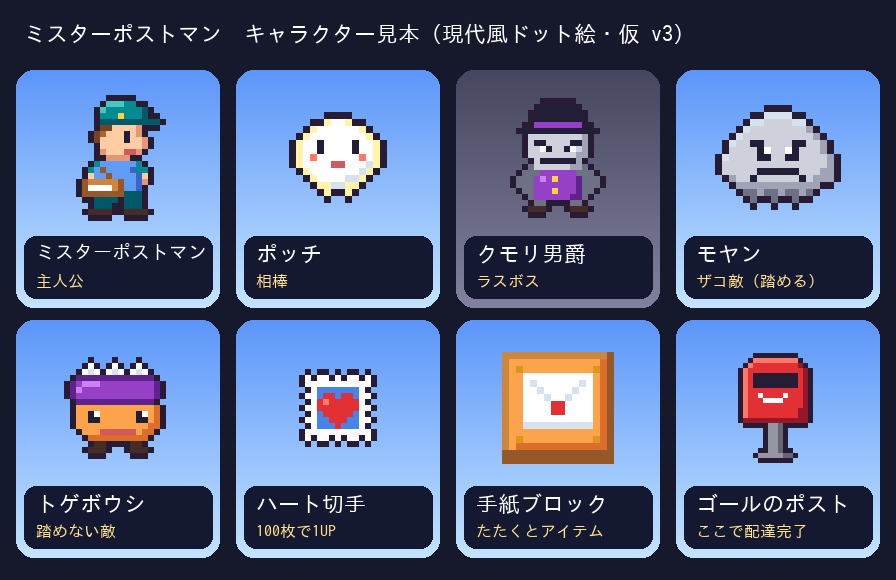 ミスターポストマン　キャラクター見本（現代風ドット絵・仮 v3）
ミスターポストマン
主人公
ポッチ
相棒
クモリ男爵
ラスボス
モヤン
ザコ敵（踏める）
トゲボウシ
踏めない敵
ハート切手
100枚で1UP
手紙ブロック
たたくとアイテム
ゴールのポスト
ここで配達完了